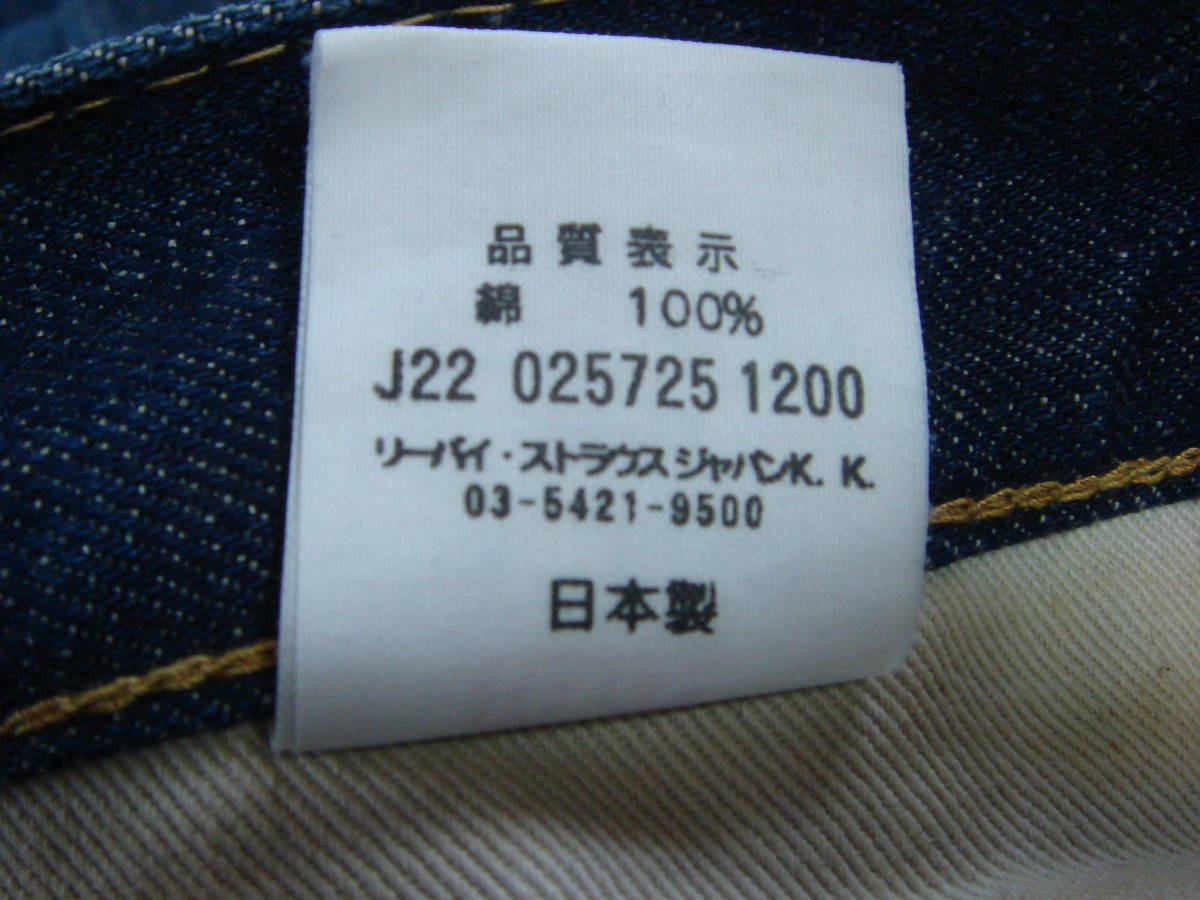 品質表示
綿 100%
J22 025725 1200
リーバイ・ストラウスジャパンK.K.
03-5421-9500
日本製